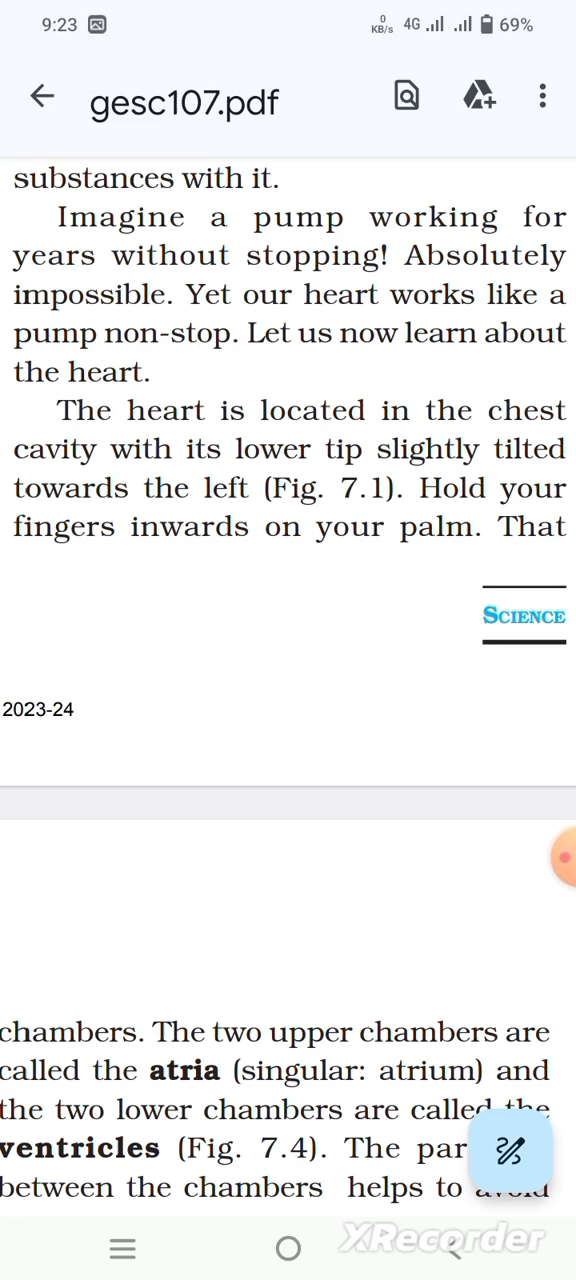 9:23
0 KB/s 4G 69%
gesc107.pdf
substances with it.
Imagine a pump working for
years without stopping! Absolutely
impossible. Yet our heart works like a
pump non-stop. Let us now learn about
the heart.
The heart is located in the chest
cavity with its lower tip slightly tilted
towards the left (Fig. 7.1). Hold your
fingers inwards on your palm. That
SCIENCE
2023-24
chambers. The two upper chambers are
called the atria (singular: atrium) and
the two lower chambers are called the
ventricles (Fig. 7.4). The
between the chambers helps to avoid
XRecorder